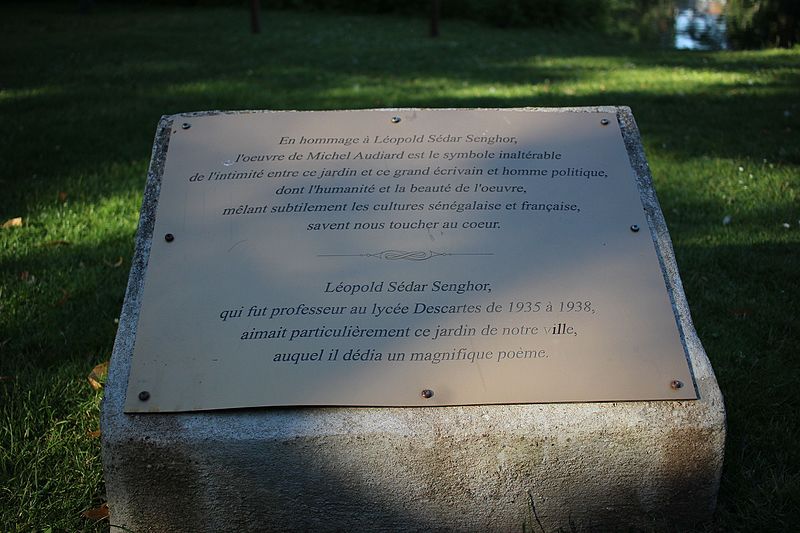 En hommage à Léopold Sédar Senghor,
l'oeuvre de Michel Audiard est le symbole inaltérable
de l'intimité entre ce jardin et ce grand écrivain et homme politique,
dont l'humanité et la beauté de l'oeuvre,
mêlant subtilement les cultures sénégalaise et française,
savent nous toucher au coeur.
Léopold Sédar Senghor,
qui fut professeur au lycée Descartes de 1935 à 1938,
aimait particulièrement ce jardin de notre ville,
auquel il dédia un magnifique poème.